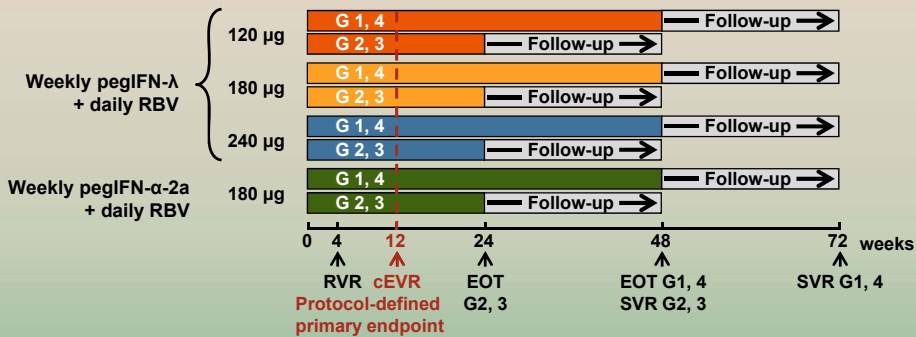 120 µg
G 1, 4
Follow-up
G 2, 3
Follow-up
Weekly pegIFN-λ
+ daily RBV
180 µg
G 1, 4
Follow-up
G 2, 3
Follow-up
240 µg
G 1, 4
Follow-up
G 2, 3
Follow-up
Weekly pegIFN-α-2a
+ daily RBV
180 µg
G 1, 4
Follow-up
G 2, 3
Follow-up
0 4 12 24 48 72 weeks
RVR
cEVR
Protocol-defined
primary endpoint
EOT
G2, 3
EOT G1, 4
SVR G2, 3
SVR G1, 4